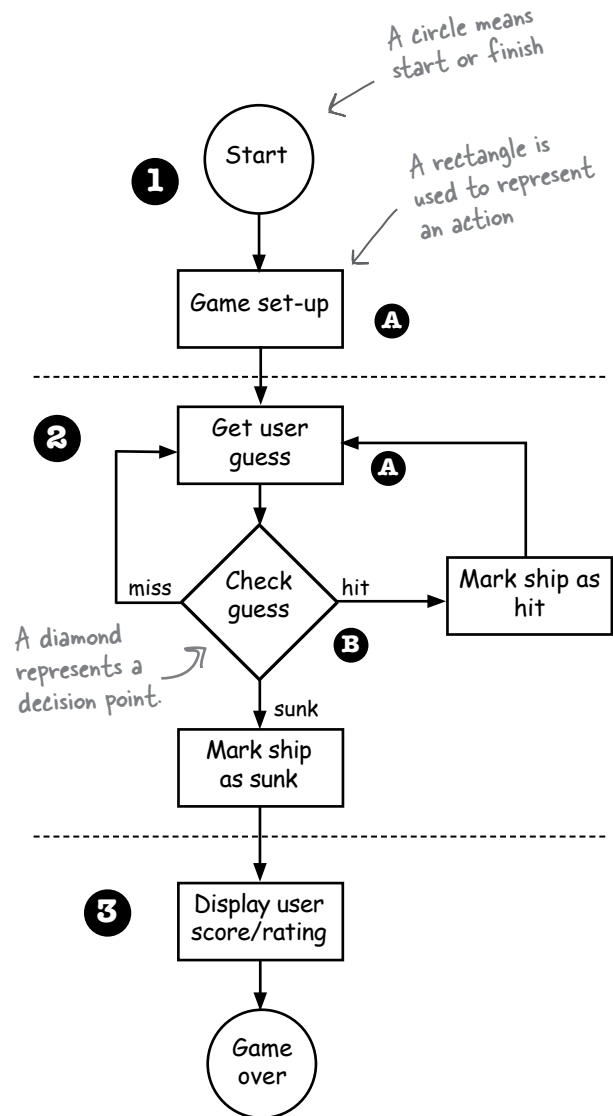 A circle means
start or finish
Start
1
A rectangle is
used to represent
an action
Game set-up
A
2
Get user
guess
A
miss
Check
guess
hit
Mark ship as
hit
B
A diamond
represents a
decision point.
sunk
Mark ship
as sunk
3
Display user
score/rating
Game
over